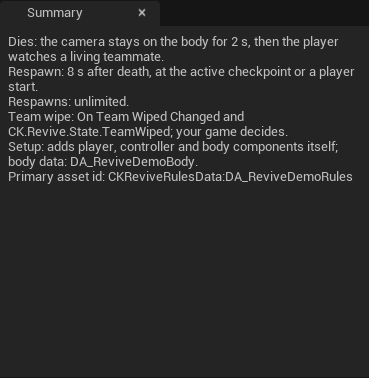 Summary ×
Dies: the camera stays on the body for 2 s, then the player
watches a living teammate.
Respawn: 8 s after death, at the active checkpoint or a player
start.
Respawns: unlimited.
Team wipe: On Team Wiped Changed and
CK.Revive.State.TeamWiped; your game decides.
Setup: adds player, controller and body components itself;
body data: DA_ReviveDemoBody.
Primary asset id: CKReviveRulesData:DA_ReviveDemoRules